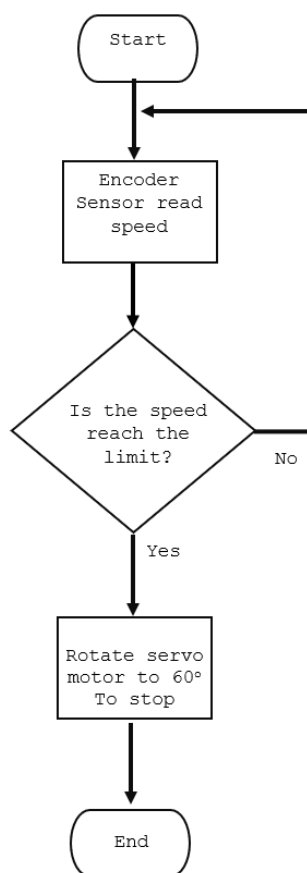 Start
Encoder
Sensor read
speed
Is the speed
reach the
limit?
No
Yes
Rotate servo
motor to 60°
To stop
End